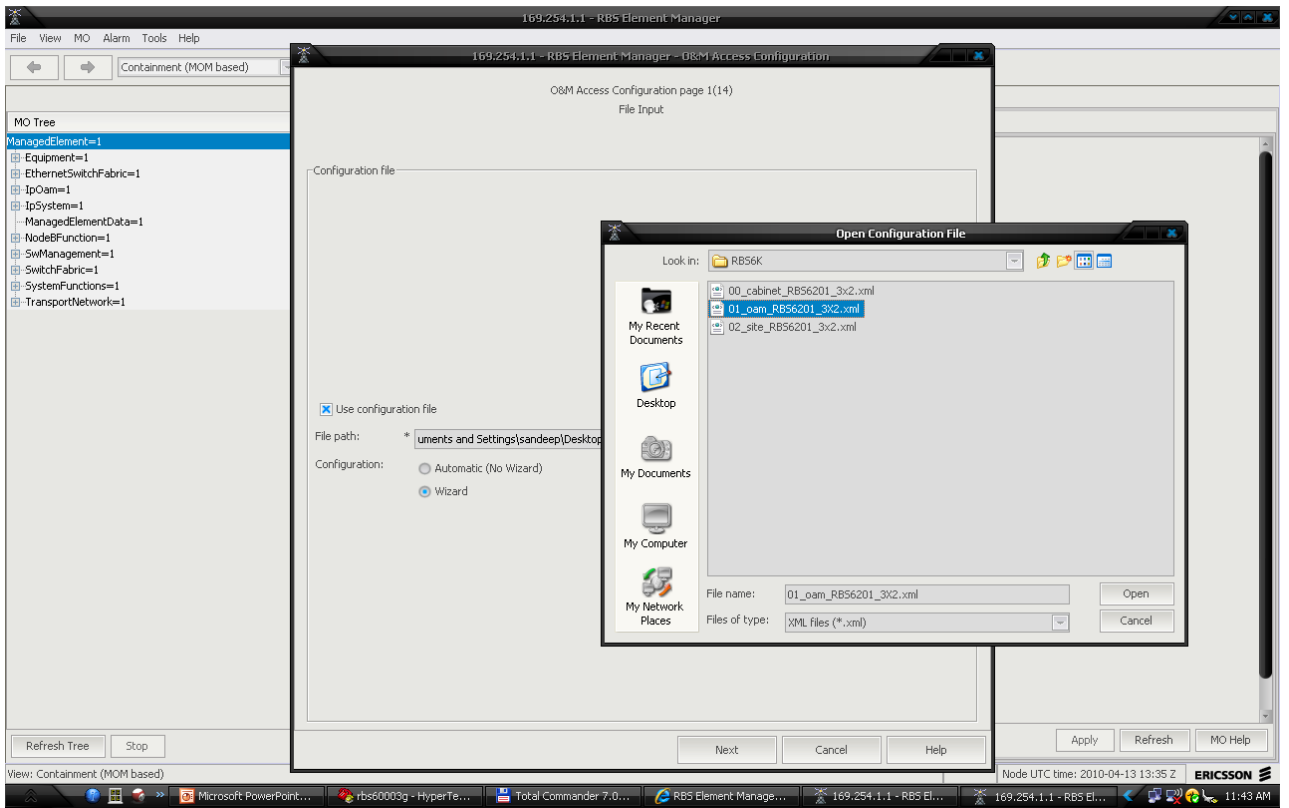 169.254.1.1 - RBS Element Manager
File View MO Alarm Tools Help
Containment (MOM based)
MO Tree
ManagedElement=1
Equipment=1
EthernetSwitchFabric=1
IpOam=1
IpSystem=1
ManagedElementData=1
NodeBFunction=1
SwManagement=1
SwitchFabric=1
SystemFunctions=1
TransportNetwork=1
Refresh Tree Stop
View: Containment (MOM based)
169.254.1.1 - RBS Element Manager - O&M Access Configuration
O&M Access Configuration page 1(14)
File Input
Configuration file
Use configuration file
File path: * uments and Settings\sandeep\Desktop
Configuration: Automatic (No Wizard)
Wizard
Next Cancel Help
Open Configuration File
Look in: RBS6K
00_cabinet_RBS6201_3x2.xml
01_oam_RBS6201_3X2.xml
02_site_RBS6201_3x2.xml
My Recent
Documents
Desktop
My Documents
My Computer
My Network
Places
File name: 01_oam_RBS6201_3X2.xml Open
Files of type: XML files (*.xml) Cancel
Apply Refresh MO Help
Node UTC time: 2010-04-13 13:35 Z ERICSSON
Microsoft PowerPoint... rbs60003g - HyperTe... Total Commander 7.0... RBS Element Manage... 169.254.1.1 - RBS El... 169.254.1.1 - RBS El... 11:43 AM